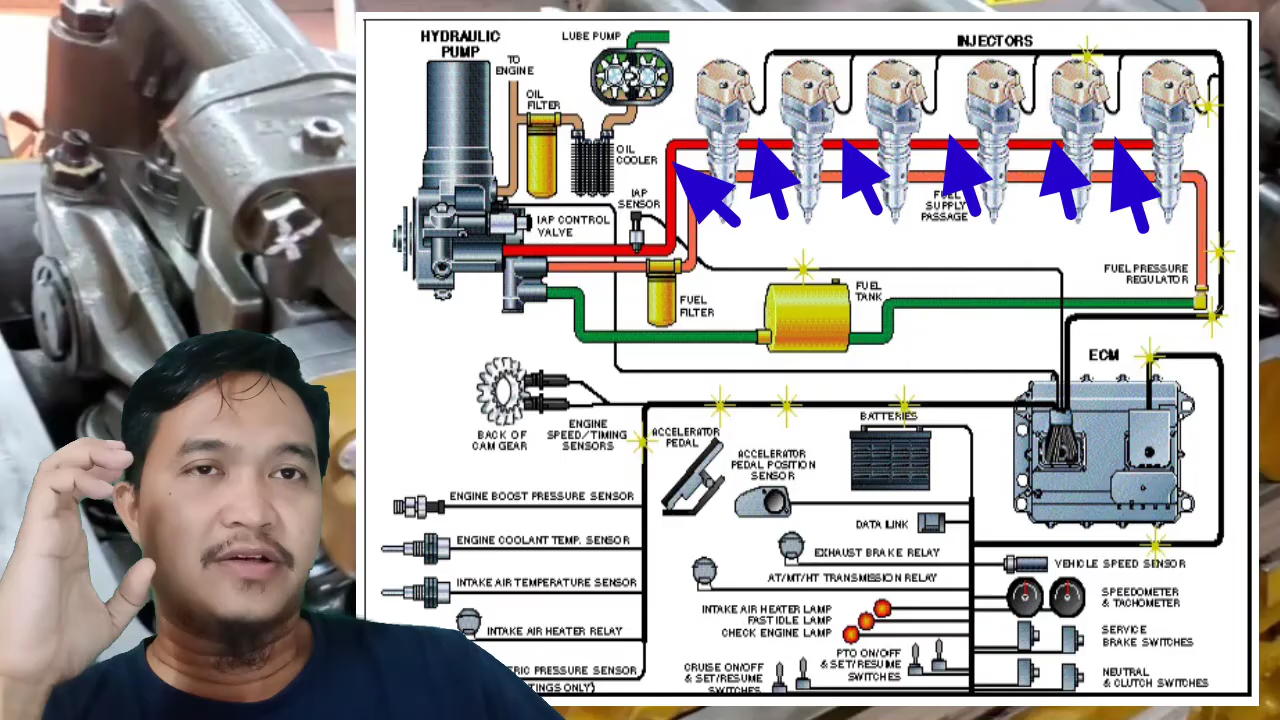 HYDRAULIC
PUMP
TO
ENGINE
LUBE PUMP
OIL
FILTER
OIL
COOLER
IAP
SENSOR
IAP CONTROL
VALVE
INJECTORS
FUEL
SUPPLY
PASSAGE
FUEL PRESSURE
REGULATOR
FUEL
TANK
FUEL
FILTER
ECM
BACK OF
CAM GEAR
ENGINE
SPEED/TIMING
SENSORS
ACCELERATOR
PEDAL
ACCELERATOR
PEDAL POSITION
SENSOR
BATTERIES
DATA LINK
EXHAUST BRAKE RELAY
AT/MT/HT TRANSMISSION RELAY
ENGINE BOOST PRESSURE SENSOR
ENGINE COOLANT TEMP. SENSOR
INTAKE AIR TEMPERATURE SENSOR
INTAKE AIR HEATER RELAY
RIC PRESSURE SENSOR
TINGS ONLY)
INTAKE AIR HEATER LAMP
FAST IDLE LAMP
CHECK ENGINE LAMP
PTO ON/OFF
& SET/RESUME
SWITCHES
CRUISE ON/OFF
& SET/RESUME
SWITCHES
VEHICLE SPEED SENSOR
SPEEDOMETER
& TACHOMETER
SERVICE
BRAKE SWITCHES
NEUTRAL
& CLUTCH SWITCHES